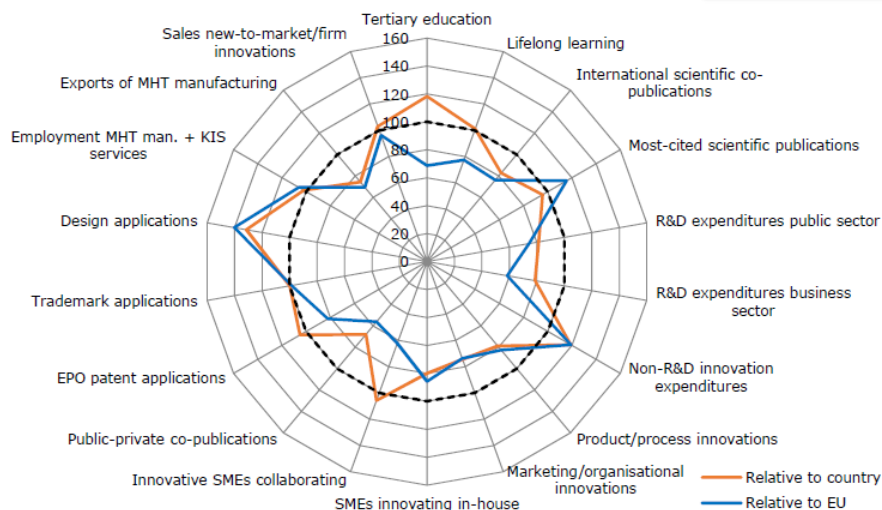 Tertiary education
Sales new-to-market/firm
innovations
Lifelong learning
Exports of MHT manufacturing
International scientific co-
publications
Employment MHT man. + KIS
services
Most-cited scientific publications
Design applications
R&D expenditures public sector
Trademark applications
R&D expenditures business
sector
EPO patent applications
Non-R&D innovation
expenditures
Public-private co-publications
Product/process innovations
Innovative SMEs collaborating
Marketing/organisational
innovations
SMEs innovating in-house
160
140
120
100
80
60
40
20
0
Relative to country
Relative to EU